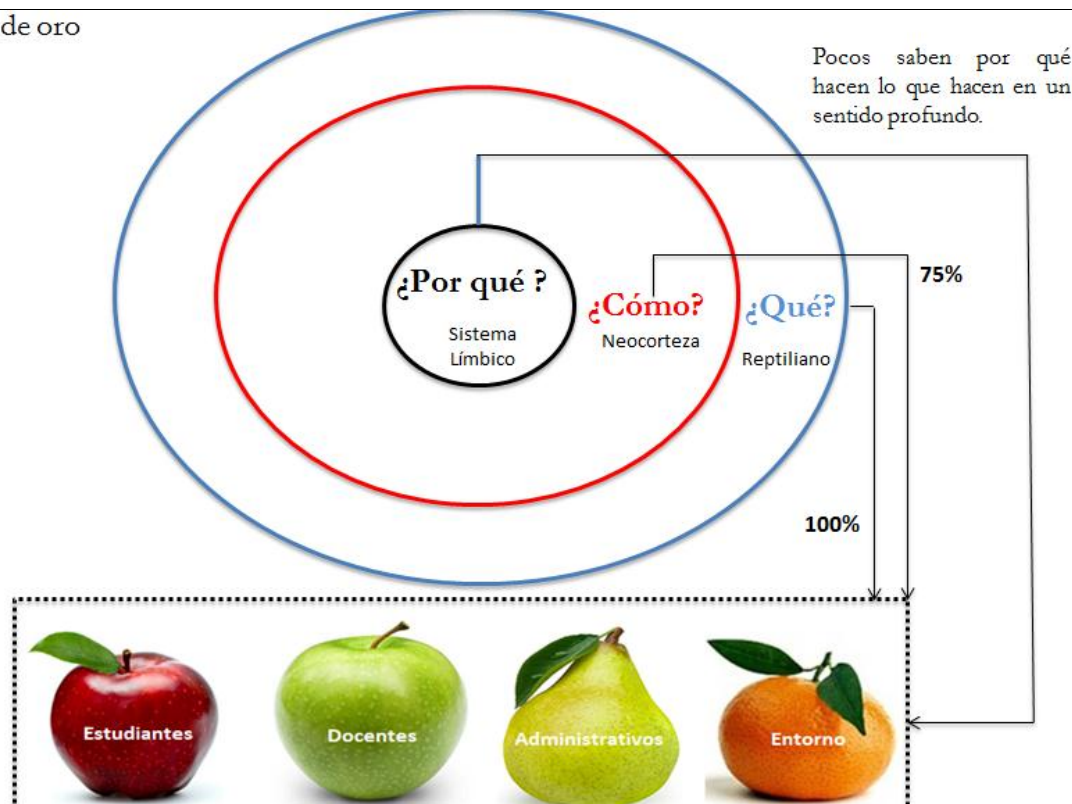 de oro
Pocos saben por qué
hacen lo que hacen en un
sentido profundo.
¿Por qué ?
Sistema
Límbico
¿Cómo?
Neocorteza
¿Qué?
Reptiliano
75%
100%
Estudiantes
Docentes
Administrativos
Entorno